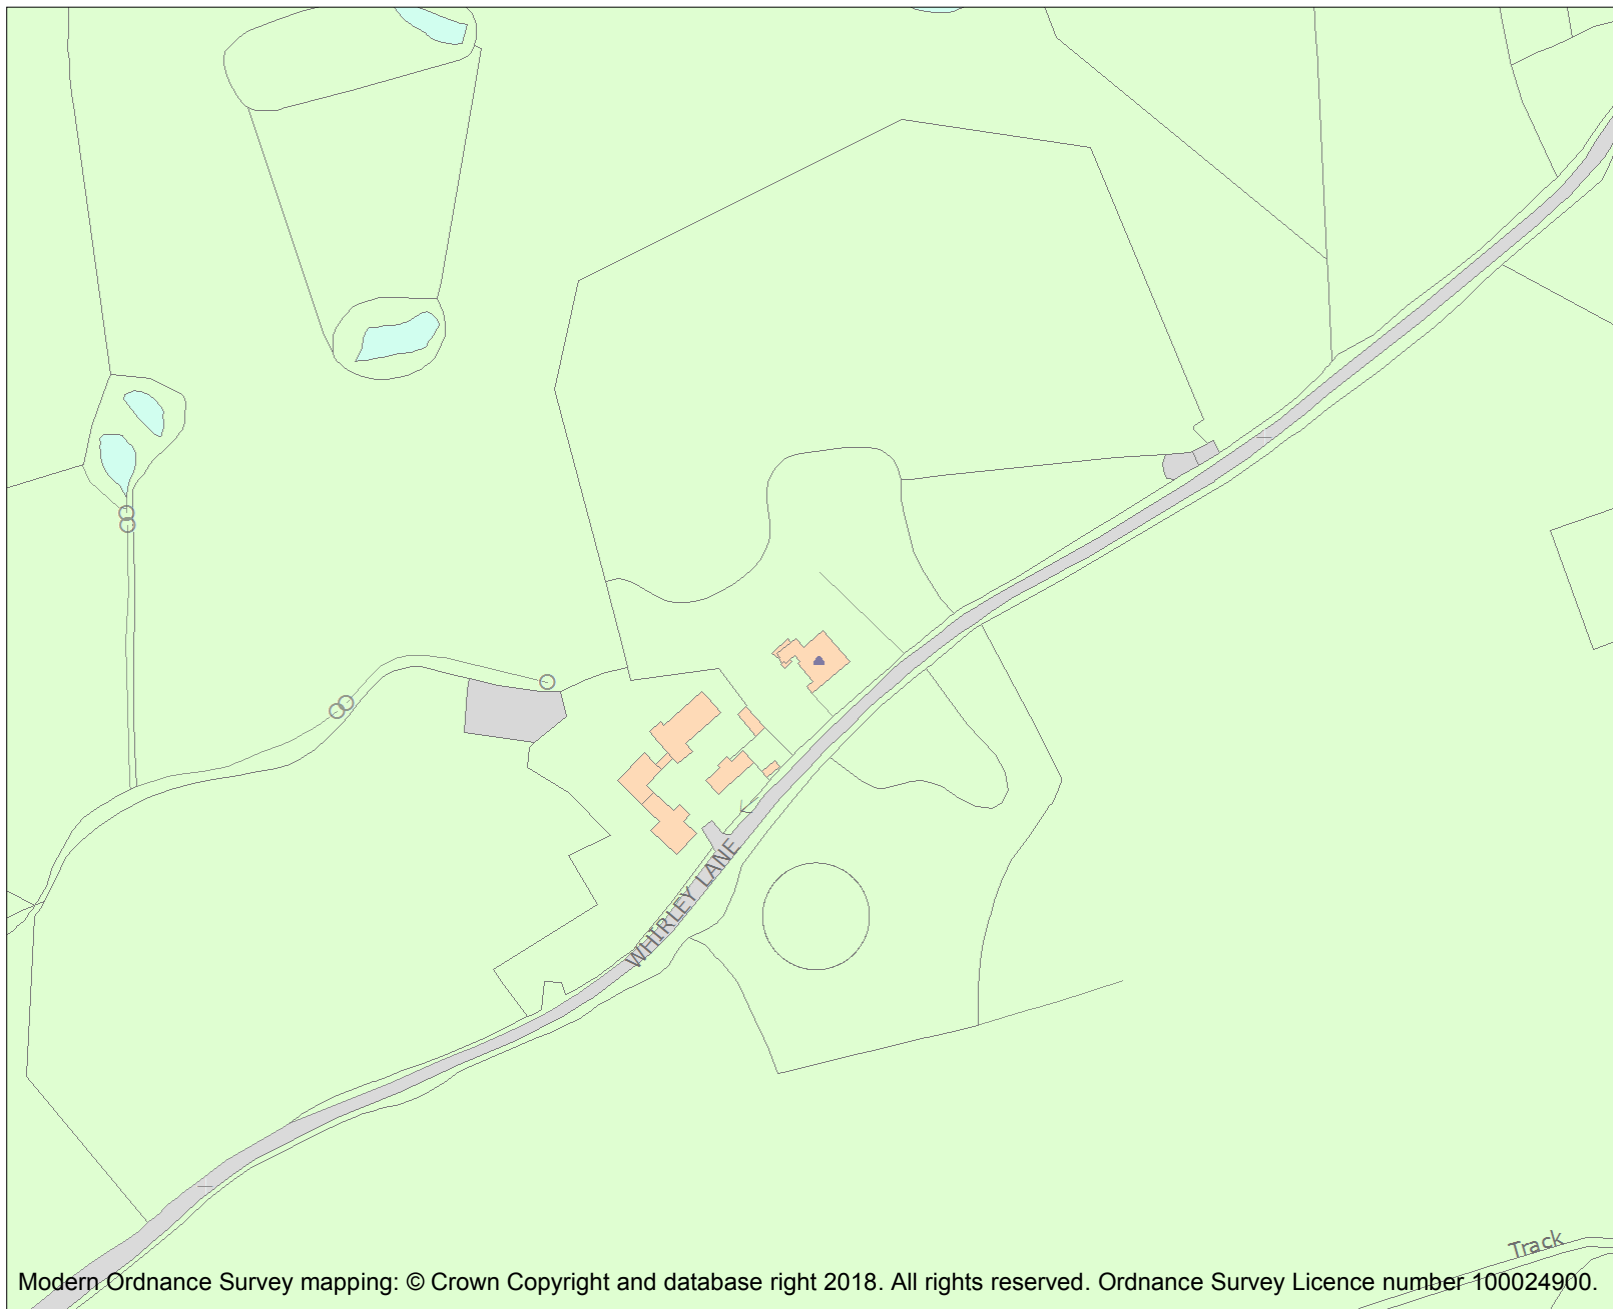 WHIRLEY LANE
Track
Modern Ordnance Survey mapping: © Crown Copyright and database right 2018. All rights reserved. Ordnance Survey Licence number 100024900.